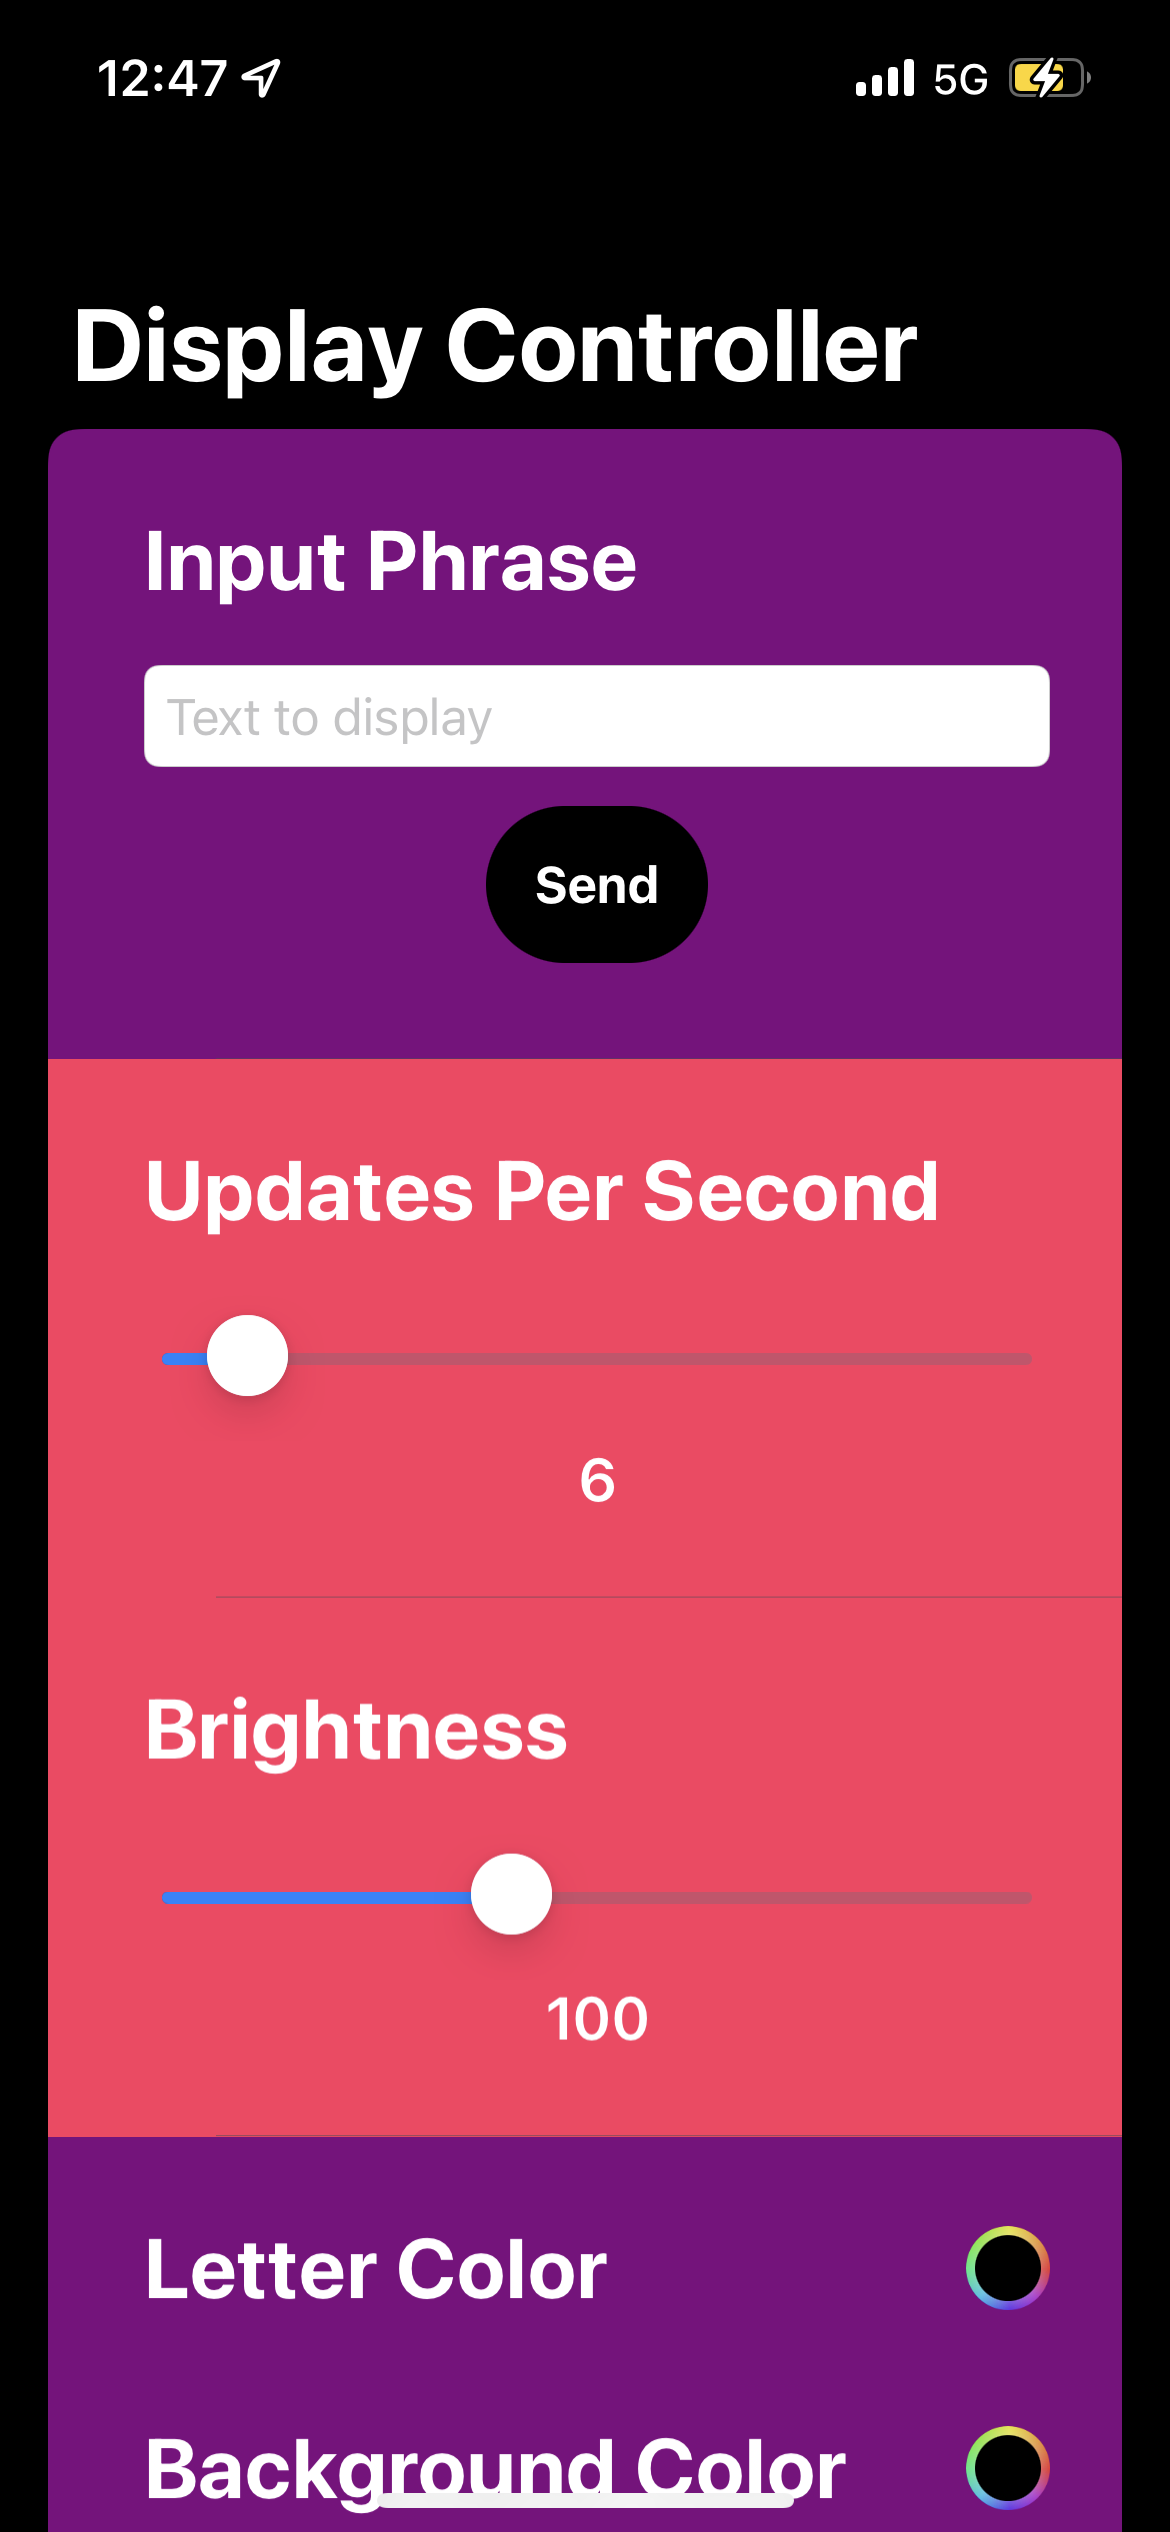 12:47 5G
Display Controller
Input Phrase
Text to display
Send
Updates Per Second
6
Brightness
100
Letter Color
Background Color